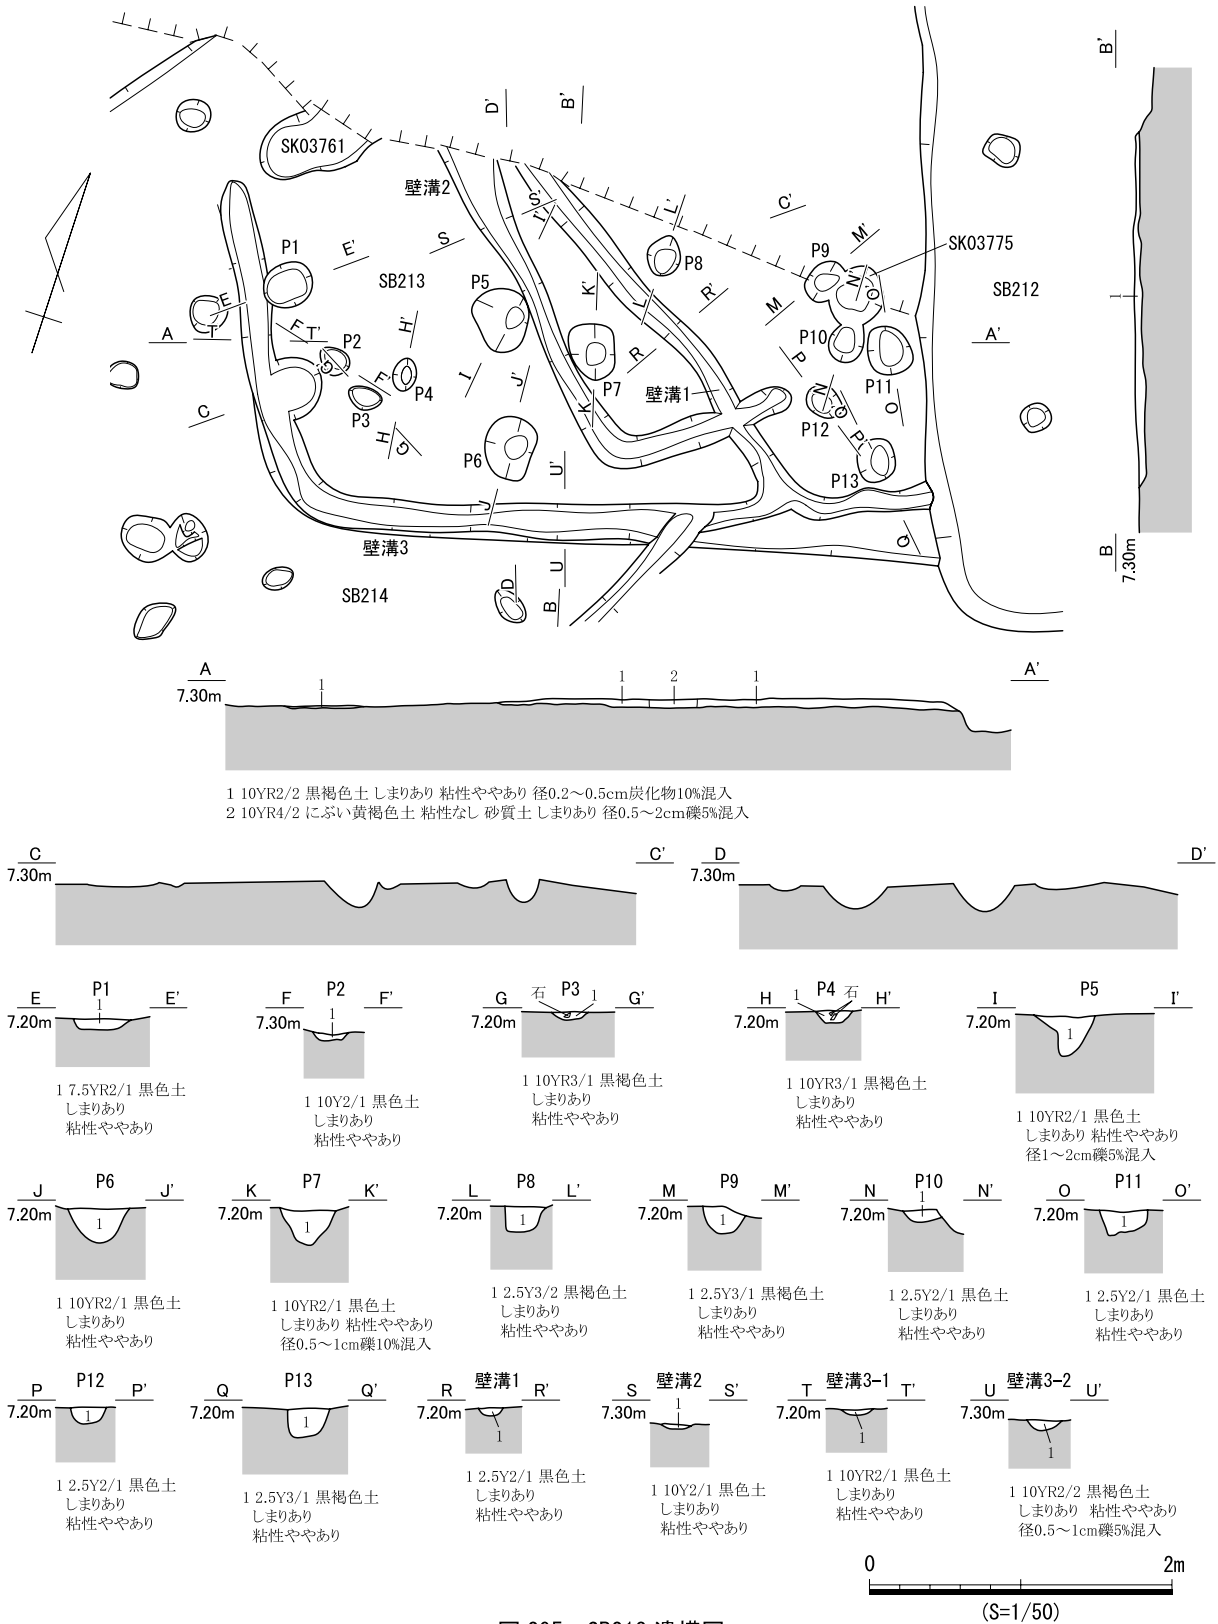 B'
D'
B'
SK03761
壁溝2
S'
I'
L'
C'
M'
P1
E'
S
SB213
P5
K'
P8
P9
SK03775
N'
O'
SB212
E
A
T
F
T'
P2
G'
H'
L
R'
M
A'
C
F'
P4
P3
I
J'
P7
R
K
壁溝1
P
P10
P11
N
Q'
O
P12
P'
H
G
P6
U'
P13
J
壁溝3
Q
SB214
D
U
B
B
7.30m
A
7.30m
1
1
2
1
A'
1 10YR2/2 黒褐色土 しまりあり 粘性ややあり 径0.2～0.5cm炭化物10%混入
2 10YR4/2 にぶい黄褐色土 粘性なし 砂質土 しまりあり 径0.5～2cm礫5%混入
C
7.30m
C'
D
7.30m
D'
E P1 E'
7.20m
1
1 7.5YR2/1 黒色土
しまりあり
粘性ややあり
F P2 F'
7.30m
1
1 10Y2/1 黒色土
しまりあり
粘性ややあり
G P3 G'
7.20m
石 1
1 10YR3/1 黒褐色土
しまりあり
粘性ややあり
H P4 H'
7.20m
1 石
1 10YR3/1 黒褐色土
しまりあり
粘性ややあり
I P5 I'
7.20m
1
1 10YR2/1 黒色土
しまりあり 粘性ややあり
径1～2cm礫5%混入
J P6 J'
7.20m
1
1 10YR2/1 黒色土
しまりあり
粘性ややあり
K P7 K'
7.20m
1
1 10YR2/1 黒色土
しまりあり 粘性ややあり
径0.5～1cm礫10%混入
L P8 L'
7.20m
1
1 2.5Y3/2 黒褐色土
しまりあり
粘性ややあり
M P9 M'
7.20m
1
1 2.5Y3/1 黒褐色土
しまりあり
粘性ややあり
N P10 N'
7.20m
1
1 2.5Y2/1 黒色土
しまりあり
粘性ややあり
O P11 O'
7.20m
1
1 2.5Y2/1 黒色土
しまりあり
粘性ややあり
P P12 P'
7.20m
1
1 2.5Y2/1 黒色土
しまりあり
粘性ややあり
Q P13 Q'
7.20m
1
1 2.5Y3/1 黒褐色土
しまりあり
粘性ややあり
R 壁溝1 R'
7.20m
1
1 2.5Y2/1 黒色土
しまりあり
粘性ややあり
S 壁溝2 S'
7.30m
1
1 10Y2/1 黒色土
しまりあり
粘性ややあり
T 壁溝3-1 T'
7.20m
1
1 10YR2/1 黒色土
しまりあり
粘性ややあり
U 壁溝3-2 U'
7.30m
1
1 10YR2/2 黒褐色土
しまりあり 粘性ややあり
径0.5～1cm礫5%混入
0 2m
(S=1/50)